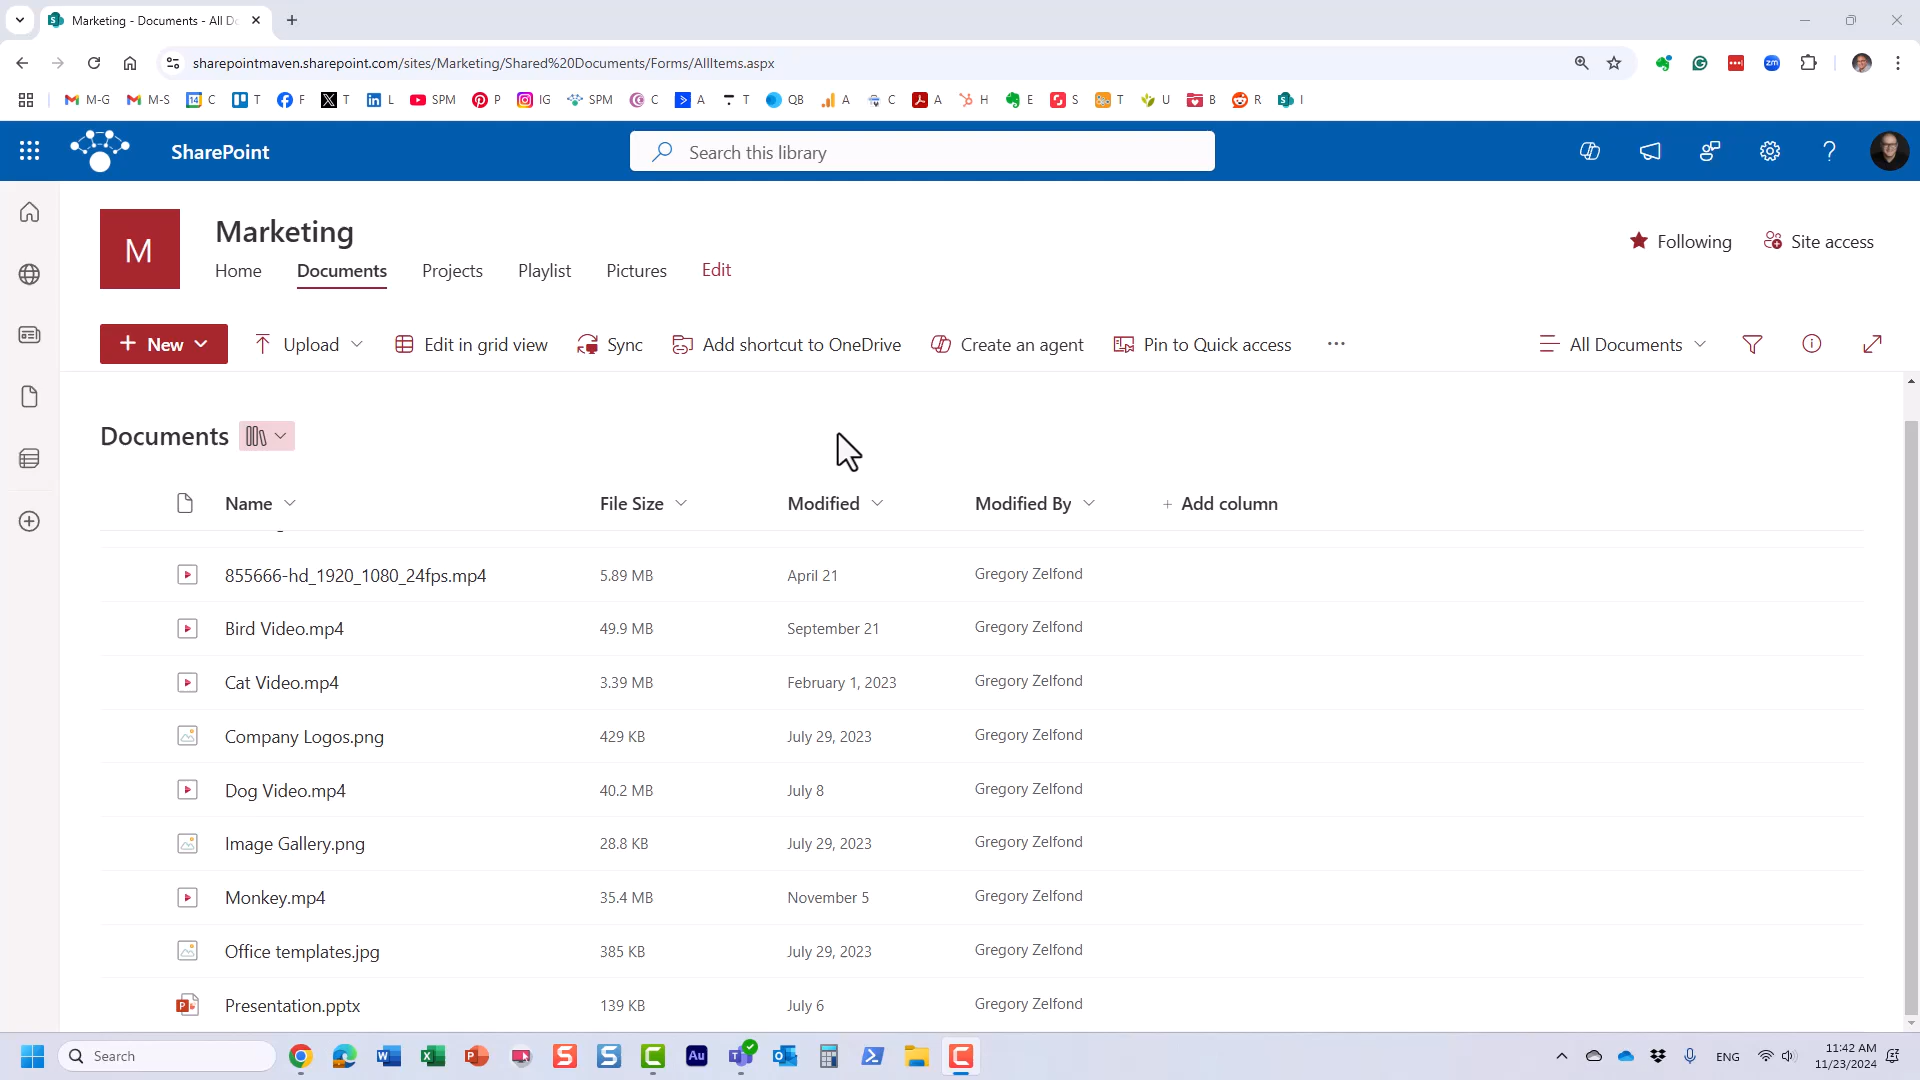 Marketing - Documents - All Do
sharepointmaven.sharepoint.com/sites/Marketing/Shared%20Documents/Forms/AllItems.aspx
M-G M-S 14 C T F T L SPM P IG SPM C A T QB A C A H E S T U B R I
SharePoint
Search this library
M
Marketing
Following
Site access
Home Documents Projects Playlist Pictures Edit
New Upload Edit in grid view Sync Add shortcut to OneDrive Create an agent Pin to Quick access All Documents
Documents
Name File Size Modified Modified By + Add column
855666-hd_1920_1080_24fps.mp4 5.89 MB April 21 Gregory Zelfond
Bird Video.mp4 49.9 MB September 21 Gregory Zelfond
Cat Video.mp4 3.39 MB February 1, 2023 Gregory Zelfond
Company Logos.png 429 KB July 29, 2023 Gregory Zelfond
Dog Video.mp4 40.2 MB July 8 Gregory Zelfond
Image Gallery.png 28.8 KB July 29, 2023 Gregory Zelfond
Monkey.mp4 35.4 MB November 5 Gregory Zelfond
Office templates.jpg 385 KB July 29, 2023 Gregory Zelfond
Presentation.pptx 139 KB July 6 Gregory Zelfond
Search
ENG
11:42 AM
11/23/2024